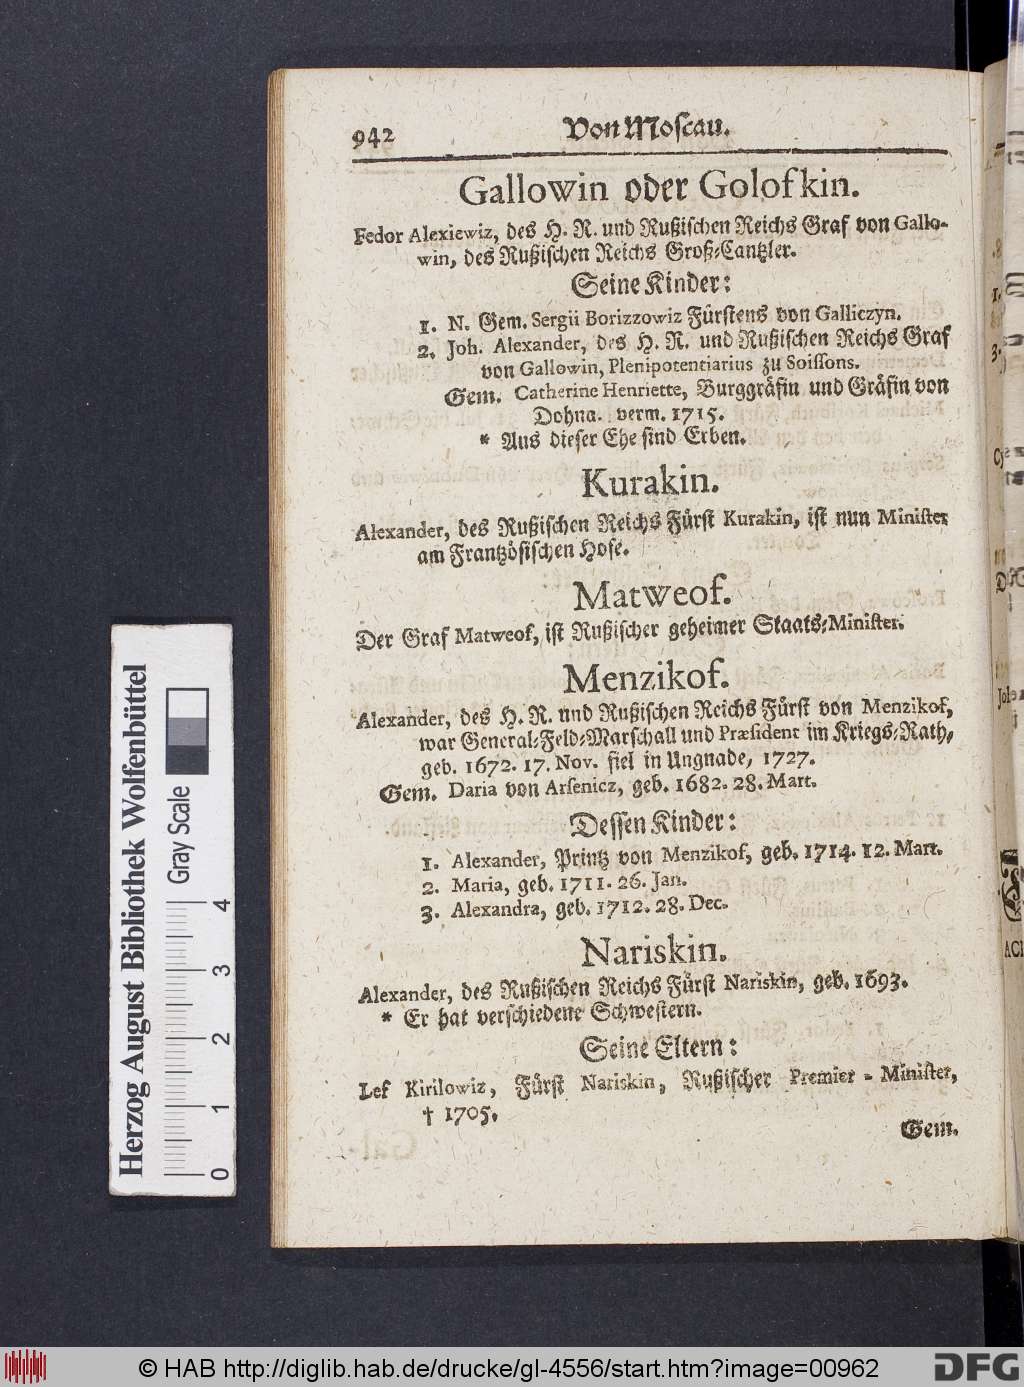 942 Von Moscau.
Gallowin oder Golofkin.
Fedor Alexiewiz, des H. R. und Rußischen Reichs Graf von Gallo-
win, des Rußischen Reichs Groß-Cantzler.
Seine Kinder:
1. N. Gem. Sergii Borizzowiz Fürstens von Galliczyn.
2. Joh. Alexander, des H. R. und Rußischen Reichs Graf
von Gallowin, Plenipotentiarius zu Soissons.
Gem. Catherine Henriette, Burggräfin und Gräfin von
Dohna. verm. 1715.
* Aus dieser Ehe sind Erben.
Kurakin.
Alexander, des Rußischen Reichs Fürst Kurakin, ist nun Minister
am Frantzösischen Hofe.
Matweof.
Der Graf Matweof, ist Rußischer geheimer Staats-Minister.
Menzikof.
Alexander, des H. R. und Rußischen Reichs Fürst von Menzikof,
war General-Feld-Marschall und Præsident im Kriegs-Rath,
geb. 1672. 17. Nov. fiel in Ungnade, 1727.
Gem. Daria von Arsenicz, geb. 1682. 28. Mart.
Dessen Kinder:
1. Alexander, Printz von Menzikof, geb. 1714. 12. Mart.
2. Maria, geb. 1711. 26. Jan.
3. Alexandra, geb. 1712. 28. Dec.
Nariskin.
Alexander, des Rußischen Reichs Fürst Nariskin, geb. 1693.
* Er hat verschiedene Schwestern.
Seine Eltern:
Lef Kirilowiz, Fürst Nariskin, Rußischer Premier-Minister,
† 1705.
Gem.
Herzog August Bibliothek Wolfenbüttel
Gray Scale
0 1 2 3 4
© HAB http://diglib.hab.de/drucke/gl-4556/start.htm?image=00962
DFG